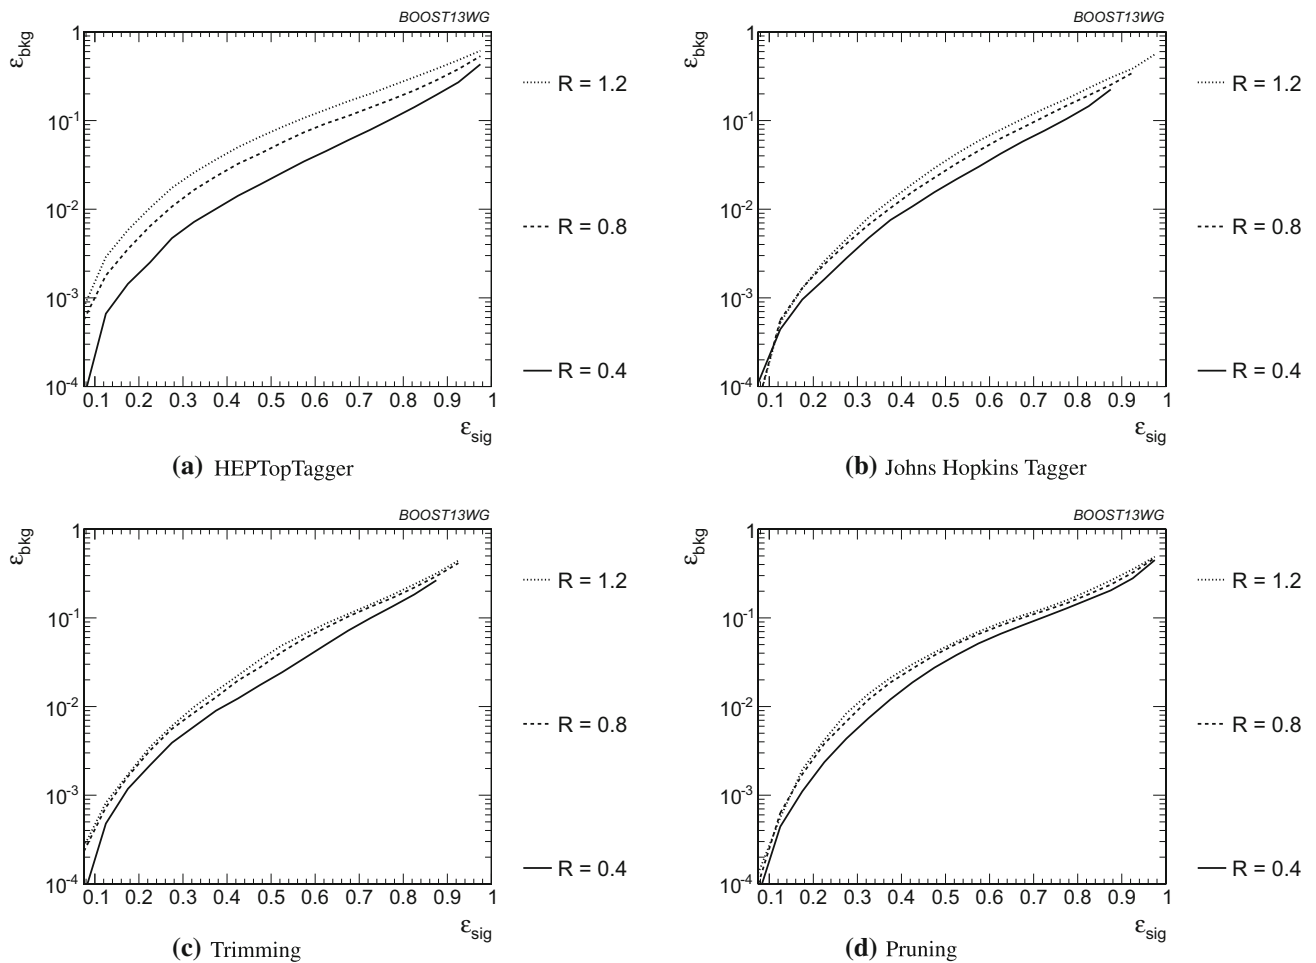 BOOST13WG
ε_bkg
1
10^-1
10^-2
10^-3
10^-4
0.1 0.2 0.3 0.4 0.5 0.6 0.7 0.8 0.9 1
ε_sig
R = 1.2
R = 0.8
R = 0.4
(a) HEPTopTagger
BOOST13WG
ε_bkg
1
10^-1
10^-2
10^-3
10^-4
0.1 0.2 0.3 0.4 0.5 0.6 0.7 0.8 0.9 1
ε_sig
R = 1.2
R = 0.8
R = 0.4
(b) Johns Hopkins Tagger
BOOST13WG
ε_bkg
1
10^-1
10^-2
10^-3
10^-4
0.1 0.2 0.3 0.4 0.5 0.6 0.7 0.8 0.9 1
ε_sig
R = 1.2
R = 0.8
R = 0.4
(c) Trimming
BOOST13WG
ε_bkg
1
10^-1
10^-2
10^-3
10^-4
0.1 0.2 0.3 0.4 0.5 0.6 0.7 0.8 0.9 1
ε_sig
R = 1.2
R = 0.8
R = 0.4
(d) Pruning